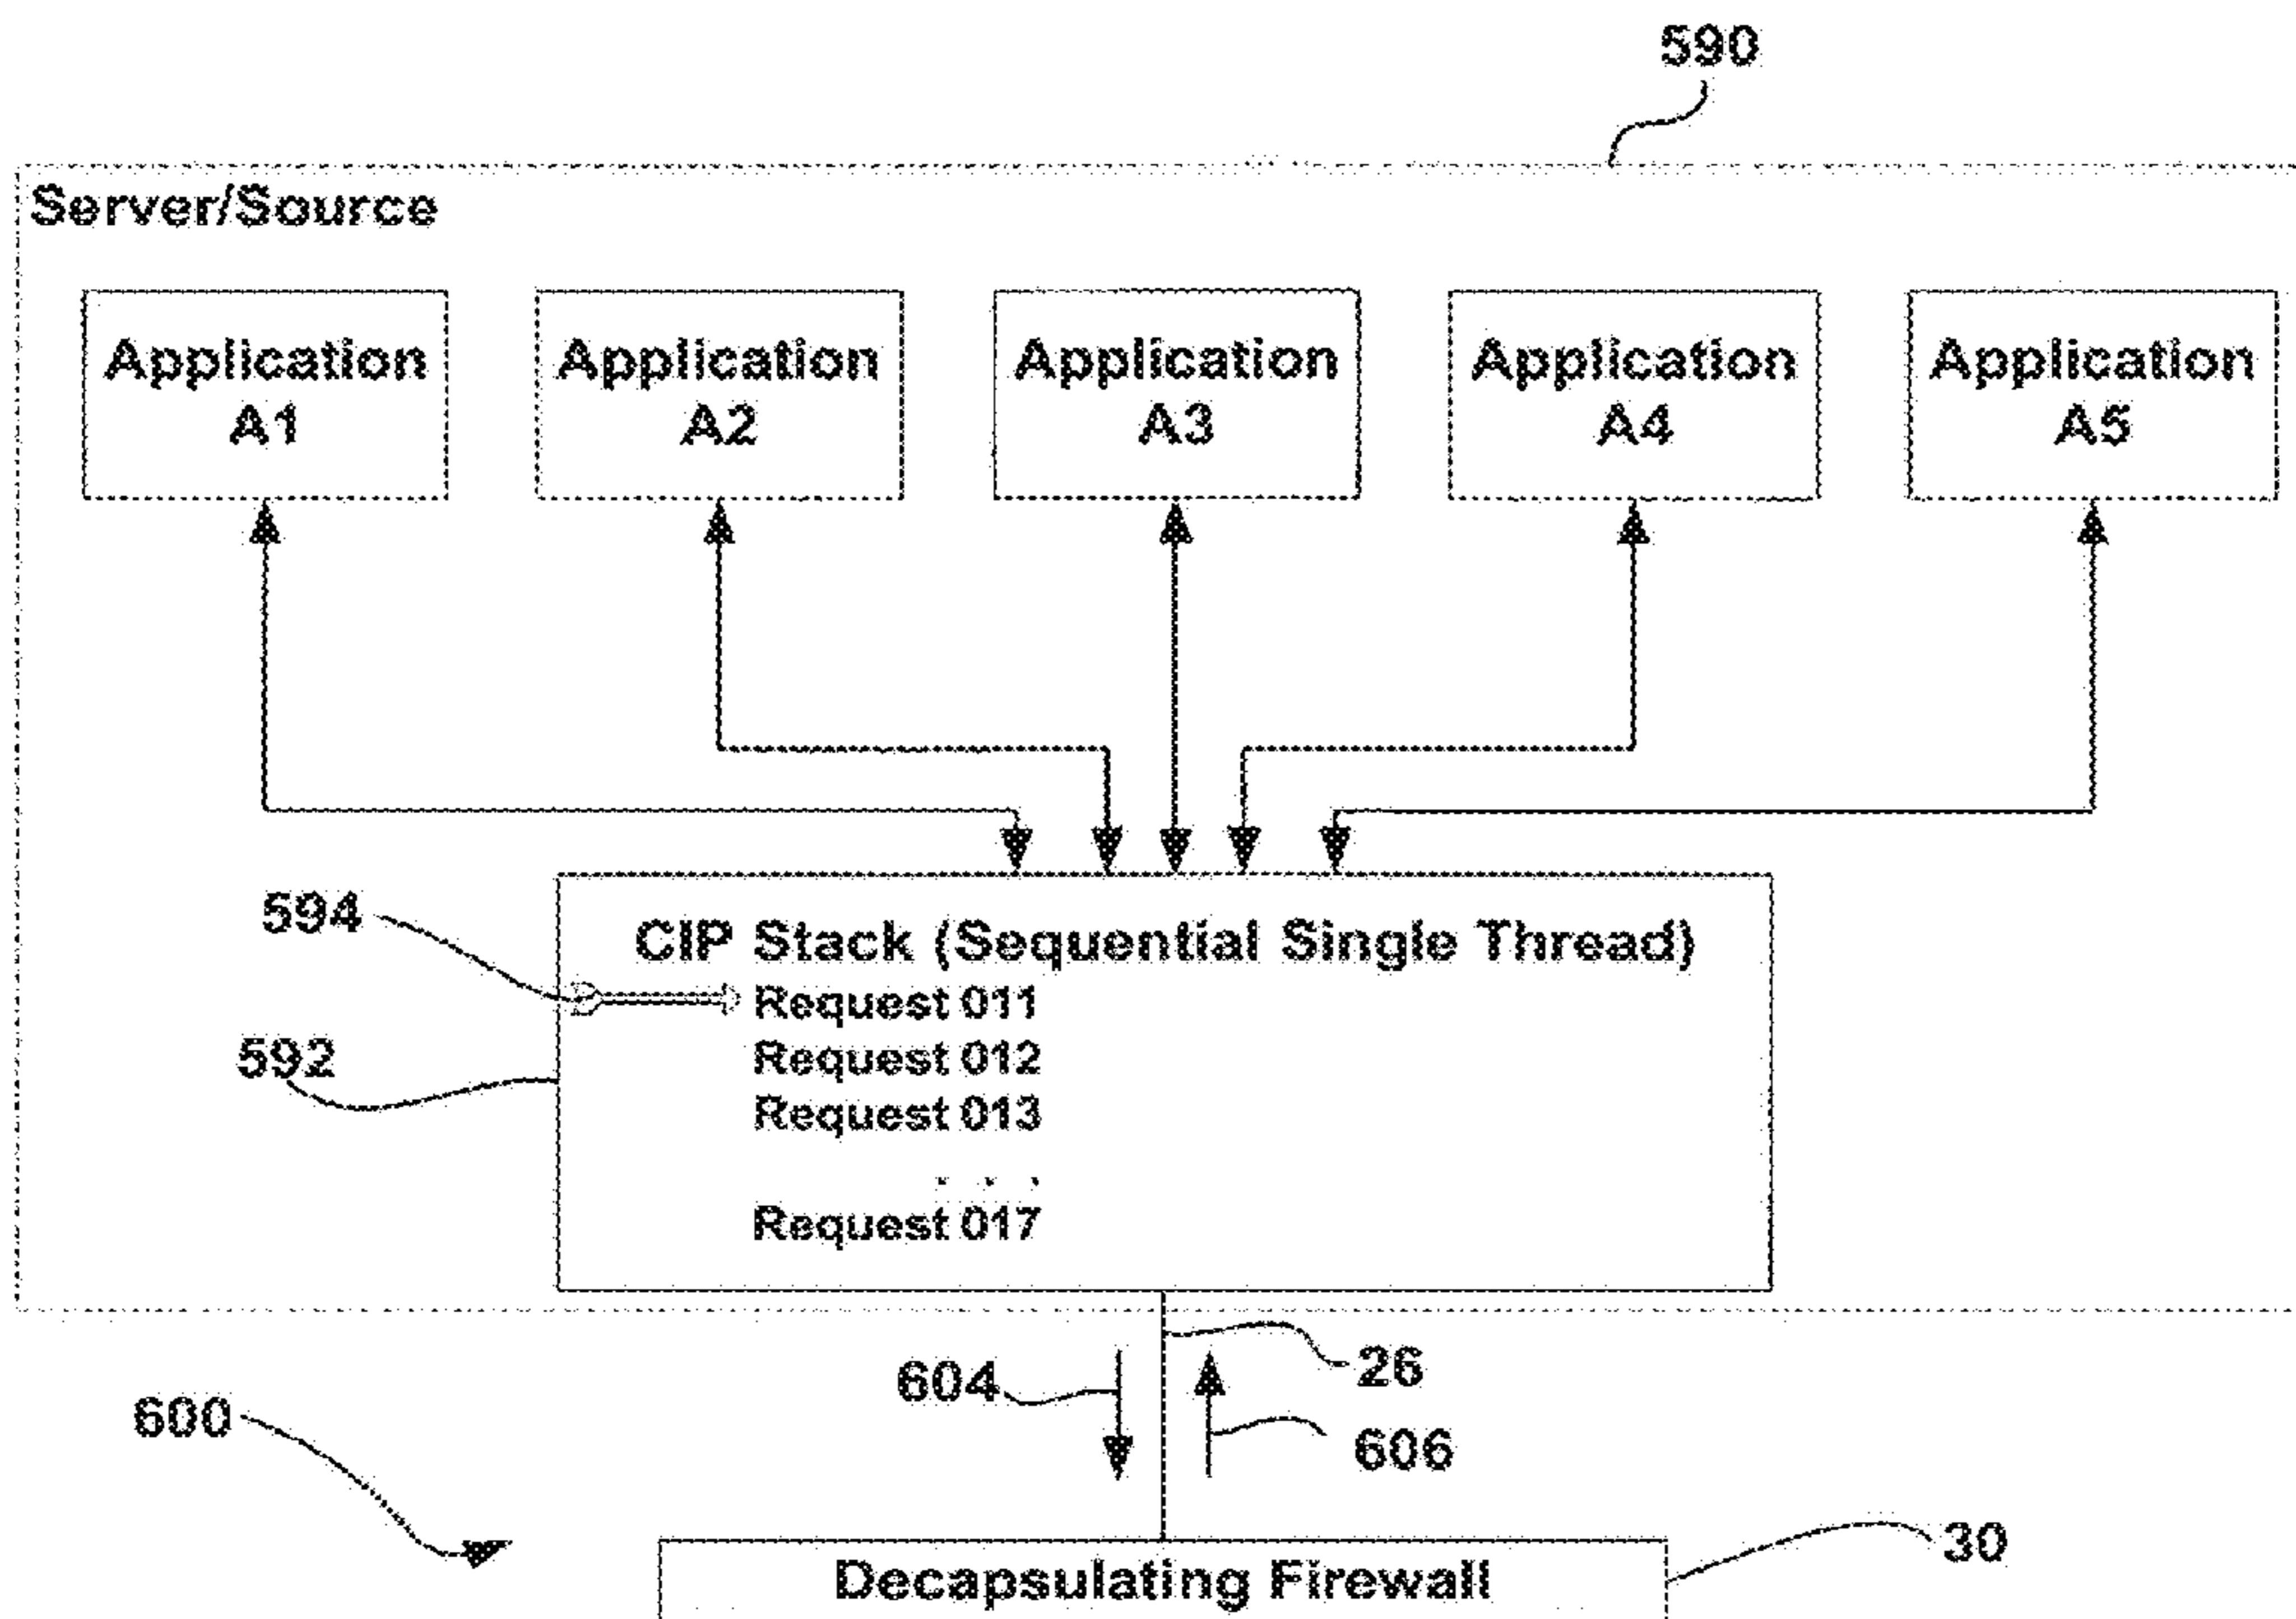 590
Server/Source
Application
A1
Application
A2
Application
A3
Application
A4
Application
A5
594
CIP Stack (Sequential Single Thread)
Request 011
592
Request 012
Request 013
. . .
Request 017
604
26
600
606
Decapsulating Firewall
30